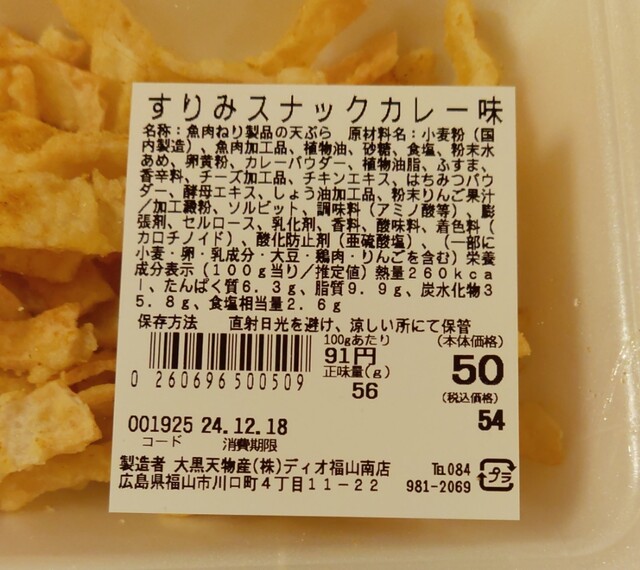 すりみスナックカレー味
名称：魚肉ねり製品の天ぷら　原材料名：小麦粉（国
内製造）、魚肉加工品、植物油、砂糖、食塩、粉末水
あめ、卵黄粉、カレーパウダー、植物油脂、ふすま、
香辛料、チーズ加工品、チキンエキス、はちみつパウ
ダー、酵母エキス、しょう油加工品、粉末りんご果汁
／加工澱粉、ソルビット、調味料（アミノ酸等）、膨
張剤、セルロース、乳化剤、香料、酸味料、着色料（
カロチノイド）、酸化防止剤（亜硫酸塩）、（一部に
小麦・卵・乳成分・大豆・鶏肉・りんごを含む）栄養
成分表示（１００ｇ当り／推定値）熱量２６０ｋｃａ
ｌ、たんぱく質６．３ｇ、脂質９．９ｇ、炭水化物３
５．８ｇ、食塩相当量２．６ｇ
保存方法　直射日光を避け、涼しい所にて保管
100gあたり (本体価格)
91円 50
正味量(g)
56 (税込価格)
54
0 260696 500509
001925 24.12.18
コード 消費期限
製造者 大黒天物産(株)ディオ福山南店 TEL 084
広島県福山市川口町４丁目１１－２２ 981-2069
プラ